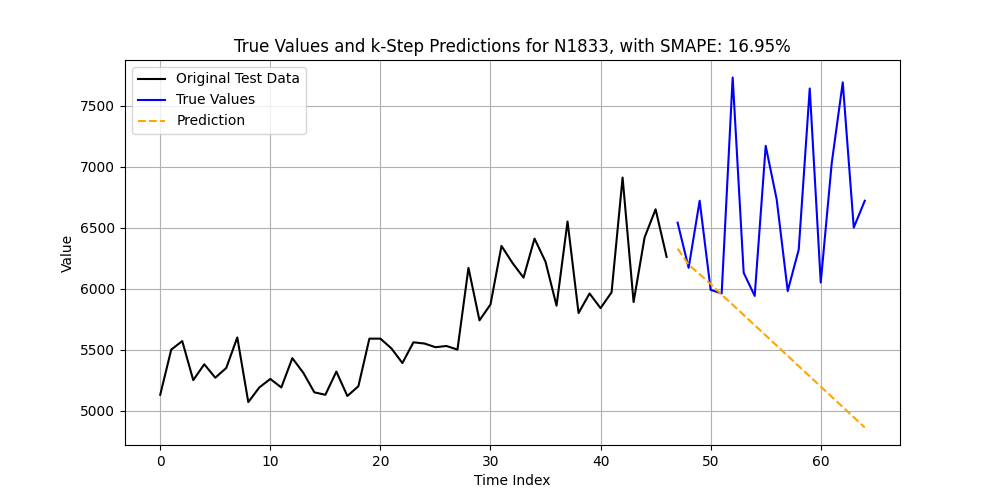 True Values and k-Step Predictions for N1833, with SMAPE: 16.95%
Original Test Data
True Values
Prediction
7500
7000
6500
6000
5500
5000
Value
0 10 20 30 40 50 60
Time Index